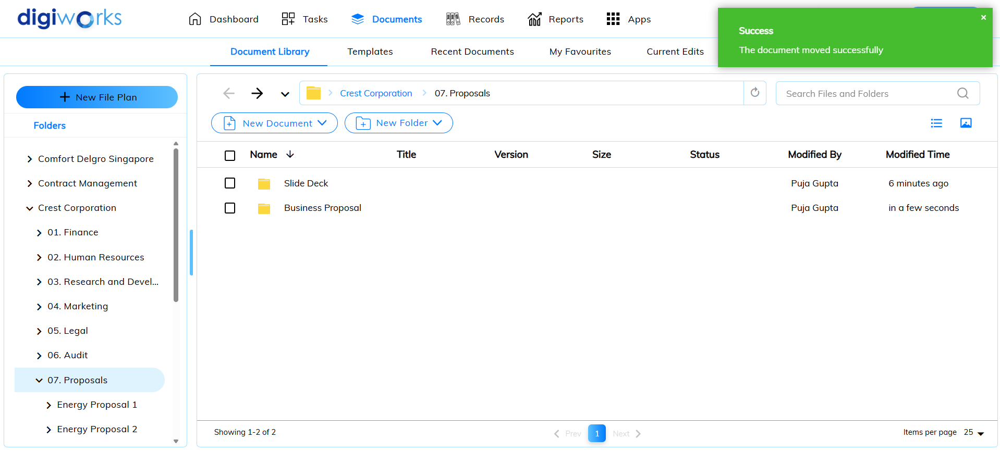 digiworks
Dashboard
Tasks
Documents
Records
Reports
Apps
Success
The document moved successfully
Document Library
Templates
Recent Documents
My Favourites
Current Edits
New File Plan
Folders
Comfort Delgro Singapore
Contract Management
Crest Corporation
01. Finance
02. Human Resources
03. Research and Devel...
04. Marketing
05. Legal
06. Audit
07. Proposals
Energy Proposal 1
Energy Proposal 2
Crest Corporation
07. Proposals
Search Files and Folders
New Document
New Folder
Name Title Version Size Status Modified By Modified Time
Slide Deck Puja Gupta 6 minutes ago
Business Proposal Puja Gupta in a few seconds
Showing 1-2 of 2
Prev 1 Next
Items per page 25